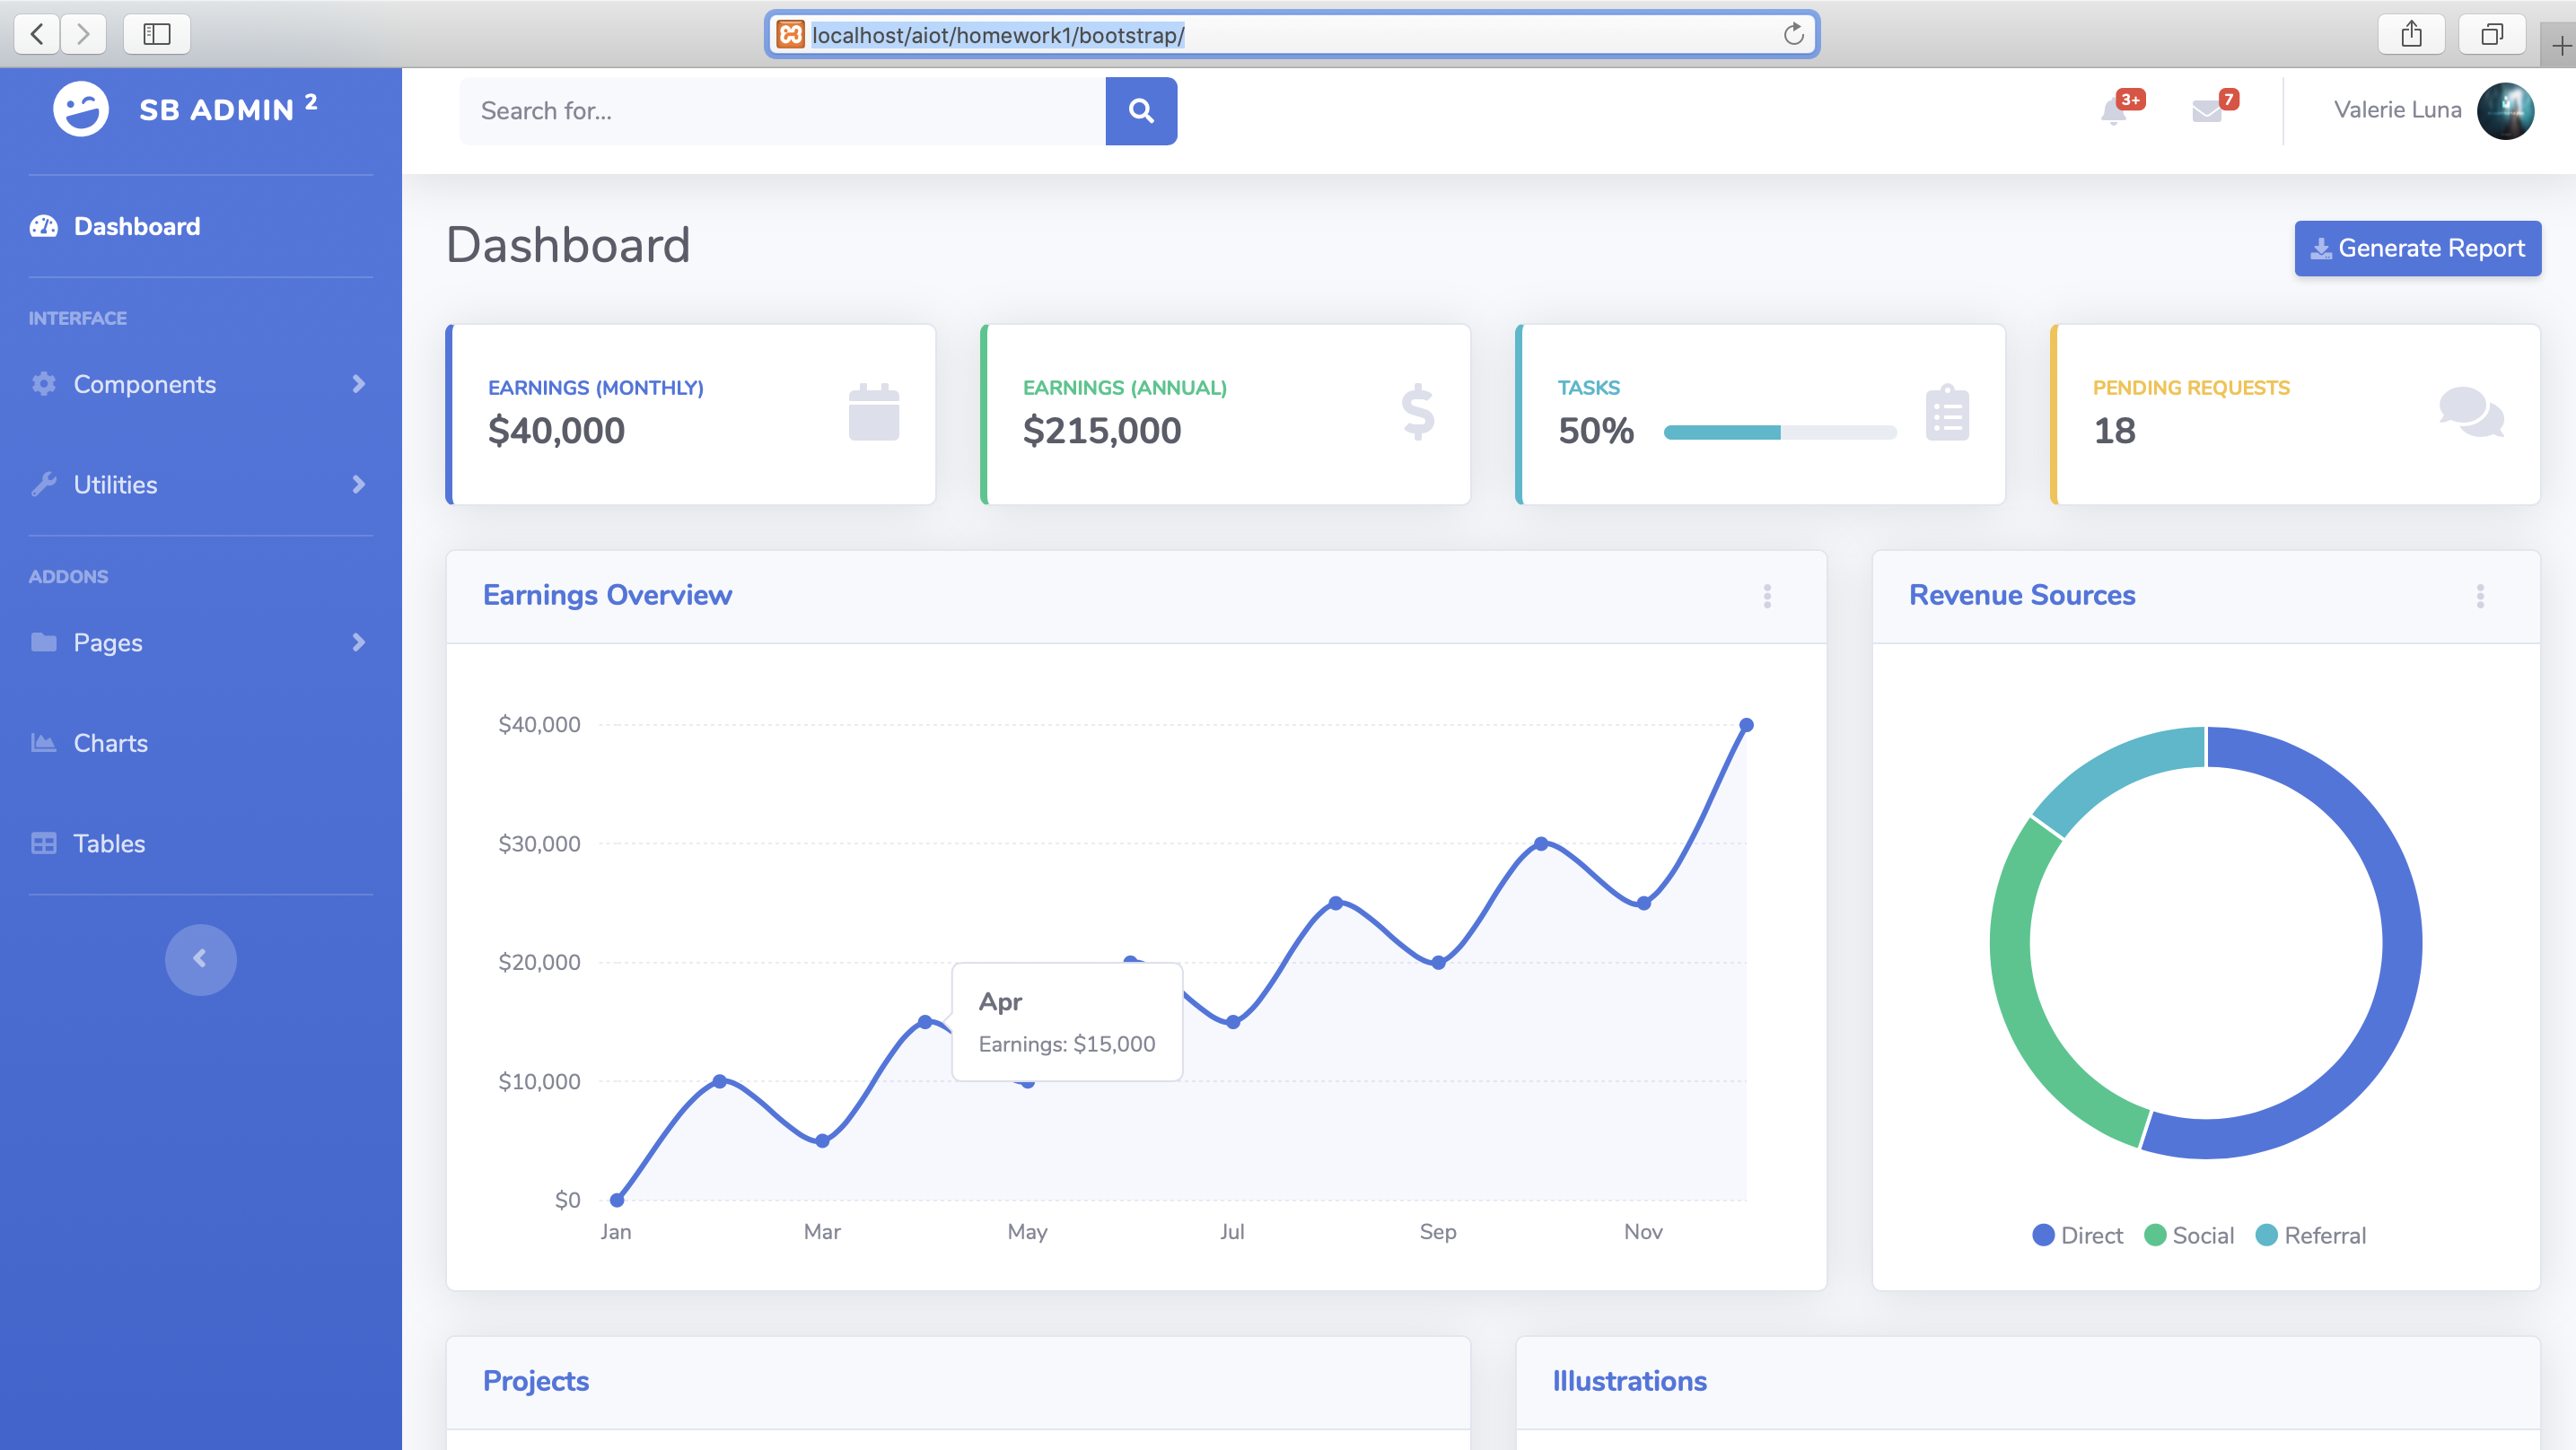 localhost/aiot/homework1/bootstrap/
SB ADMIN 2
Search for...
3+
7
Valerie Luna
Dashboard
INTERFACE
Components
Utilities
ADDONS
Pages
Charts
Tables
Dashboard
Generate Report
EARNINGS (MONTHLY)
$40,000
EARNINGS (ANNUAL)
$215,000
TASKS
50%
PENDING REQUESTS
18
Earnings Overview
$40,000
$30,000
$20,000
$10,000
$0
Apr
Earnings: $15,000
Jan Mar May Jul Sep Nov
Revenue Sources
Direct Social Referral
Projects
Illustrations